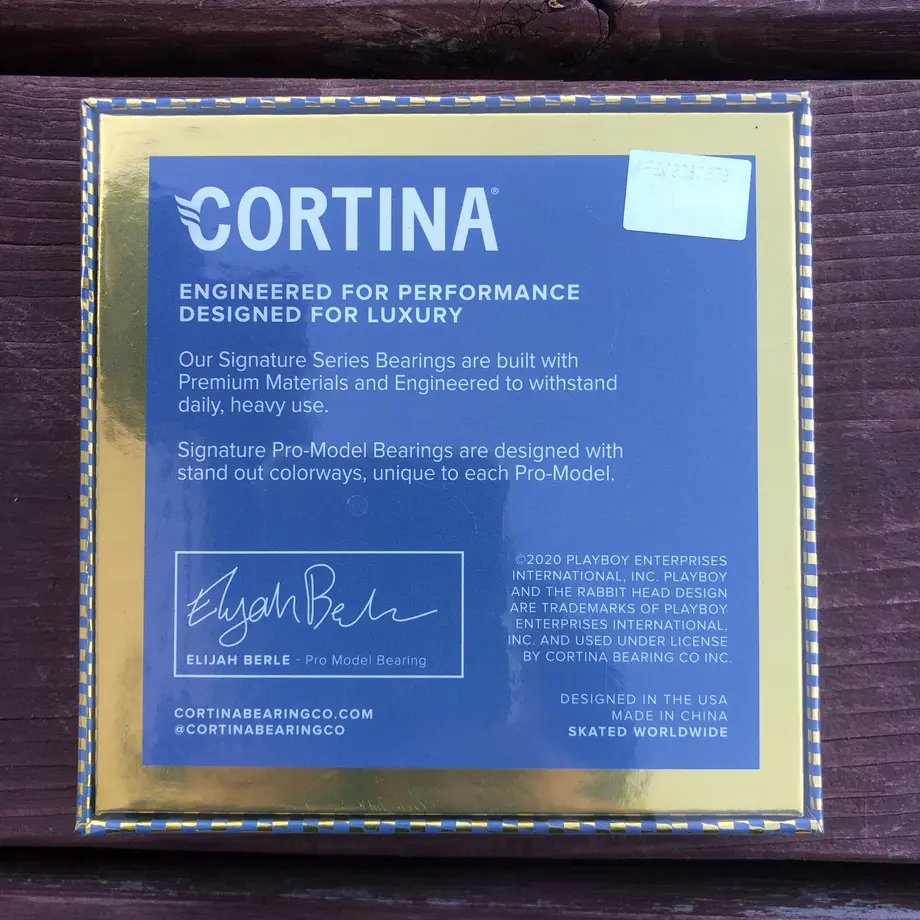 CORTINA®
ENGINEERED FOR PERFORMANCE
DESIGNED FOR LUXURY
Our Signature Series Bearings are built with
Premium Materials and Engineered to withstand
daily, heavy use.
Signature Pro-Model Bearings are designed with
stand out colorways, unique to each Pro-Model.
Elijah Berle
ELIJAH BERLE - Pro Model Bearing
CORTINABEARINGCO.COM
@CORTINABEARINGCO
©2020 PLAYBOY ENTERPRISES
INTERNATIONAL, INC. PLAYBOY
AND THE RABBIT HEAD DESIGN
ARE TRADEMARKS OF PLAYBOY
ENTERPRISES INTERNATIONAL,
INC. AND USED UNDER LICENSE
BY CORTINA BEARING CO INC.
DESIGNED IN THE USA
MADE IN CHINA
SKATED WORLDWIDE